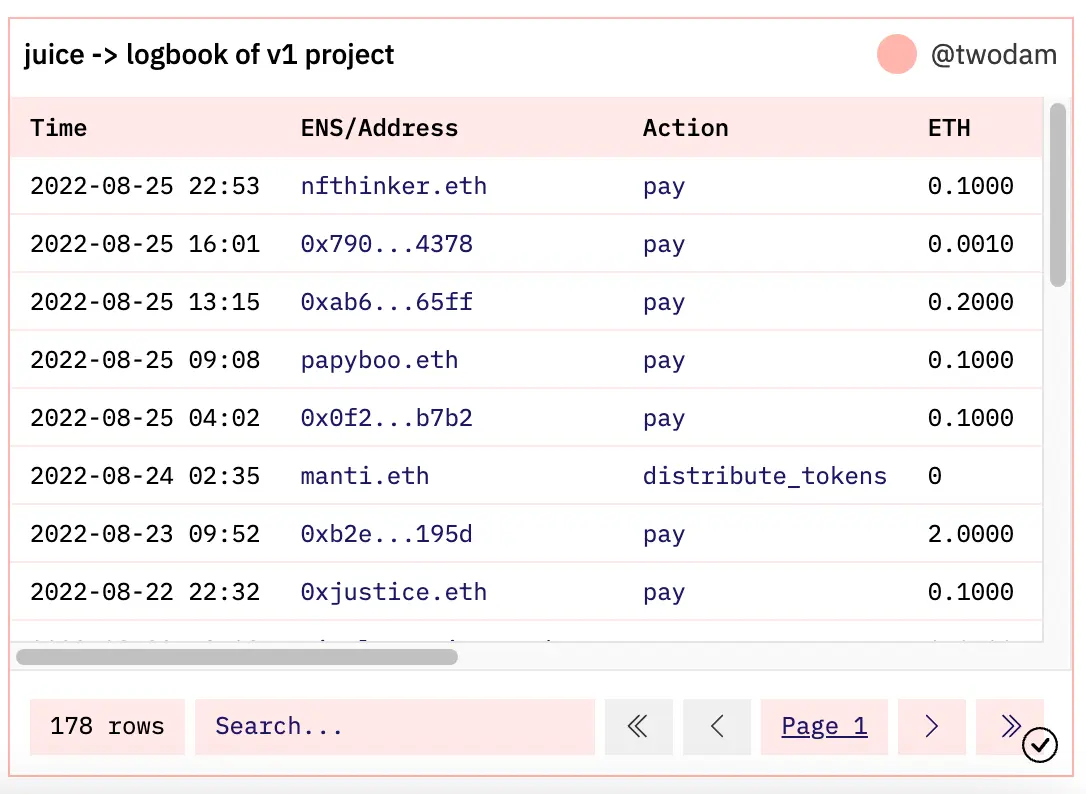 juice -> logbook of v1 project @twodam
Time ENS/Address Action ETH
2022-08-25 22:53 nfthinker.eth pay 0.1000
2022-08-25 16:01 0x790...4378 pay 0.0010
2022-08-25 13:15 0xab6...65ff pay 0.2000
2022-08-25 09:08 papyboo.eth pay 0.1000
2022-08-25 04:02 0x0f2...b7b2 pay 0.1000
2022-08-24 02:35 manti.eth distribute_tokens 0
2022-08-23 09:52 0xb2e...195d pay 2.0000
2022-08-22 22:32 0xjustice.eth pay 0.1000
178 rows Search... « < Page 1 > »